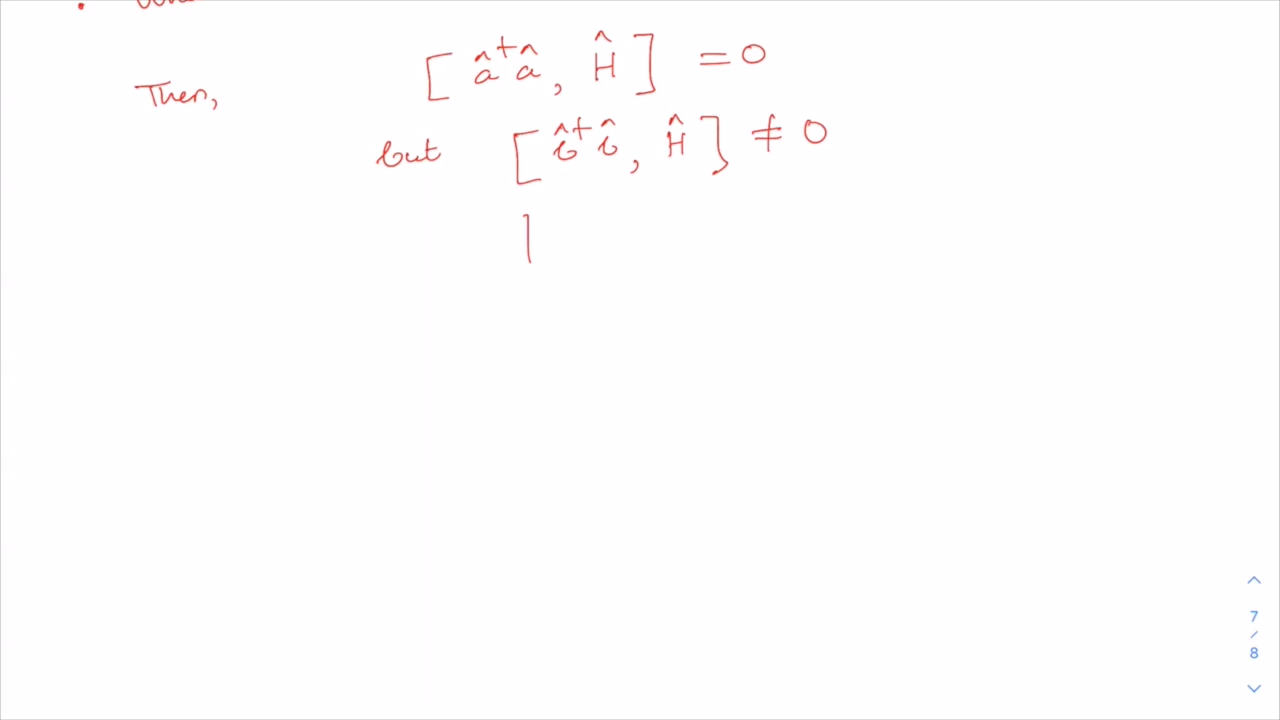 [ â†â , Ĥ ] = 0
Then,
but [ b̂†b̂ , Ĥ ] ≠ 0
7
/
8